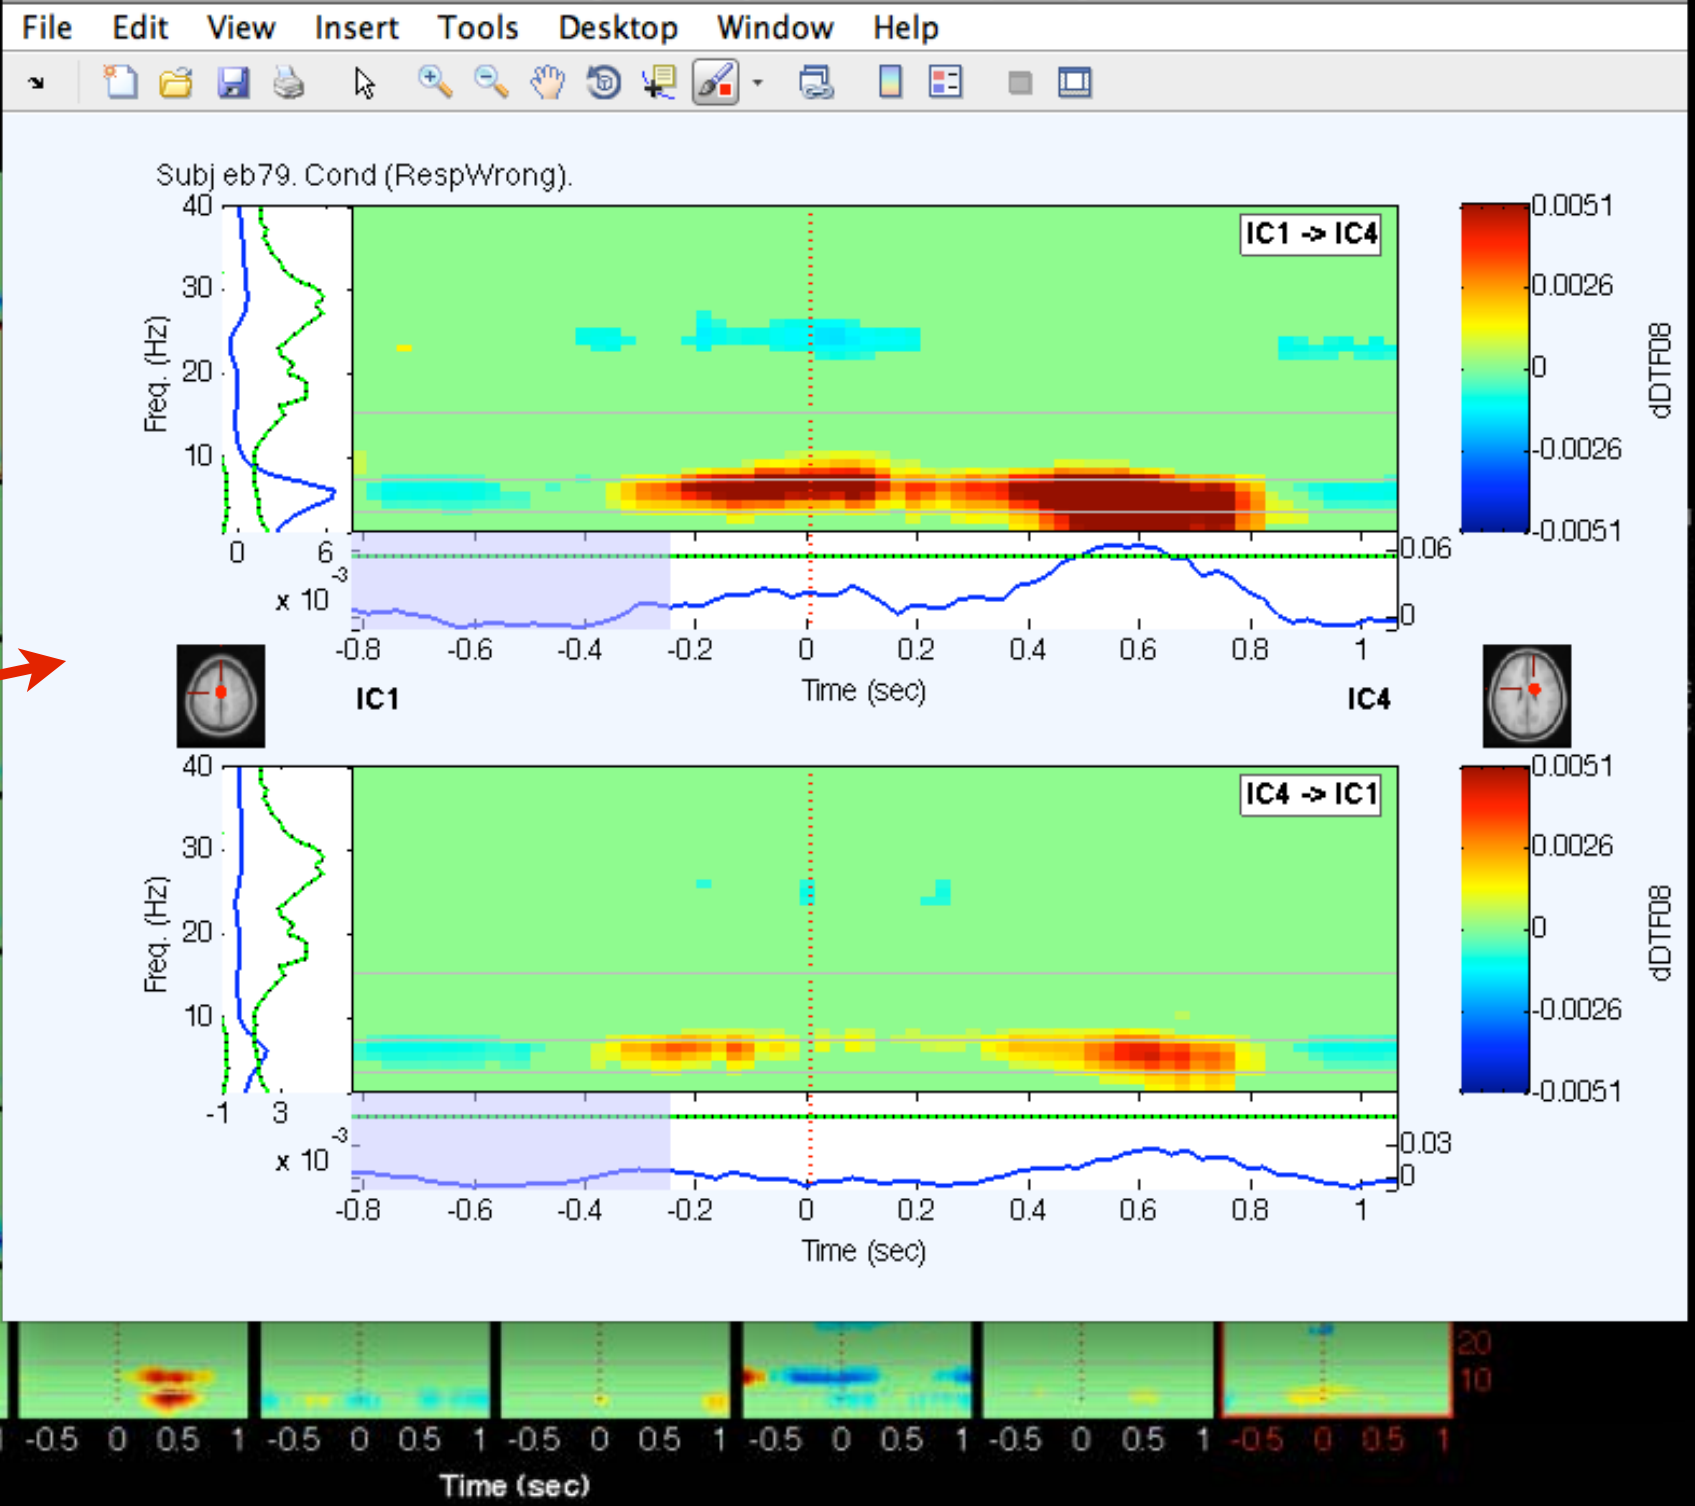 File Edit View Insert Tools Desktop Window Help
Subj eb79. Cond (RespWrong).
IC1 -> IC4
40
30
20
10
Freq. (Hz)
0 6
x 10
-3
0.0051
0.0026
0
-0.0026
-0.0051
dDTF08
0.06
0
-0.8 -0.6 -0.4 -0.2 0 0.2 0.4 0.6 0.8 1
Time (sec)
IC1 IC4
IC4 -> IC1
40
30
20
10
Freq. (Hz)
-1 3
x 10
-3
0.0051
0.0026
0
-0.0026
-0.0051
dDTF08
0.03
0
-0.8 -0.6 -0.4 -0.2 0 0.2 0.4 0.6 0.8 1
Time (sec)
20
10
-0.5 0 0.5 1 -0.5 0 0.5 1 -0.5 0 0.5 1 -0.5 0 0.5 1 -0.5 0 0.5 1 -0.5 0 0.5 1
Time (sec)